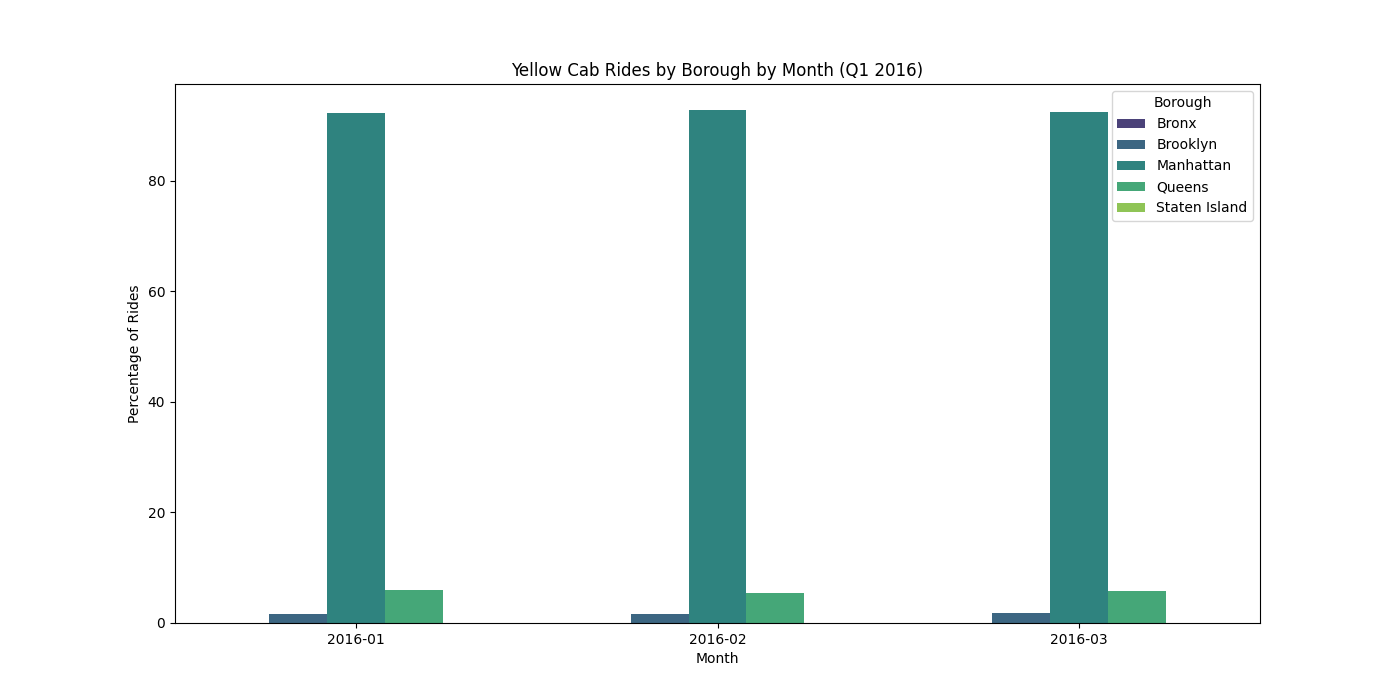 Yellow Cab Rides by Borough by Month (Q1 2016)
Borough
Bronx
Brooklyn
Manhattan
Queens
Staten Island
Percentage of Rides
80
60
40
20
0
2016-01 2016-02 2016-03
Month